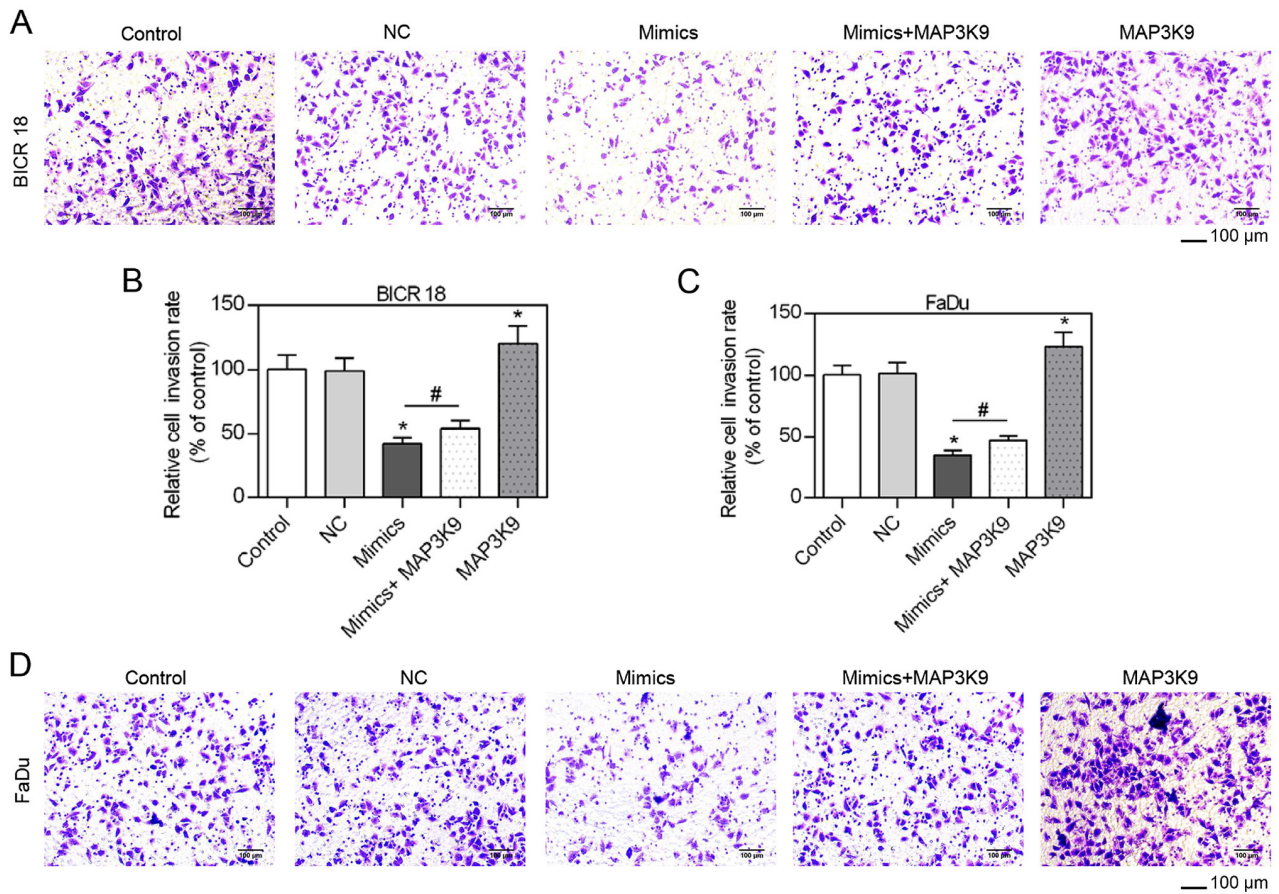 A
Control NC Mimics Mimics+MAP3K9 MAP3K9
BICR 18
100 μm 100 μm 100 μm 100 μm 100 μm
100 μm
B
BICR 18
Relative cell invasion rate
(% of control)
150
100
50
0
*
#
*
Control NC Mimics Mimics+ MAP3K9 MAP3K9
C
FaDu
Relative cell invasion rate
(% of control)
150
100
50
0
*
#
*
Control NC Mimics Mimics+ MAP3K9 MAP3K9
D
Control NC Mimics Mimics+MAP3K9 MAP3K9
FaDu
100 μm 100 μm 100 μm 100 μm 100 μm
100 μm